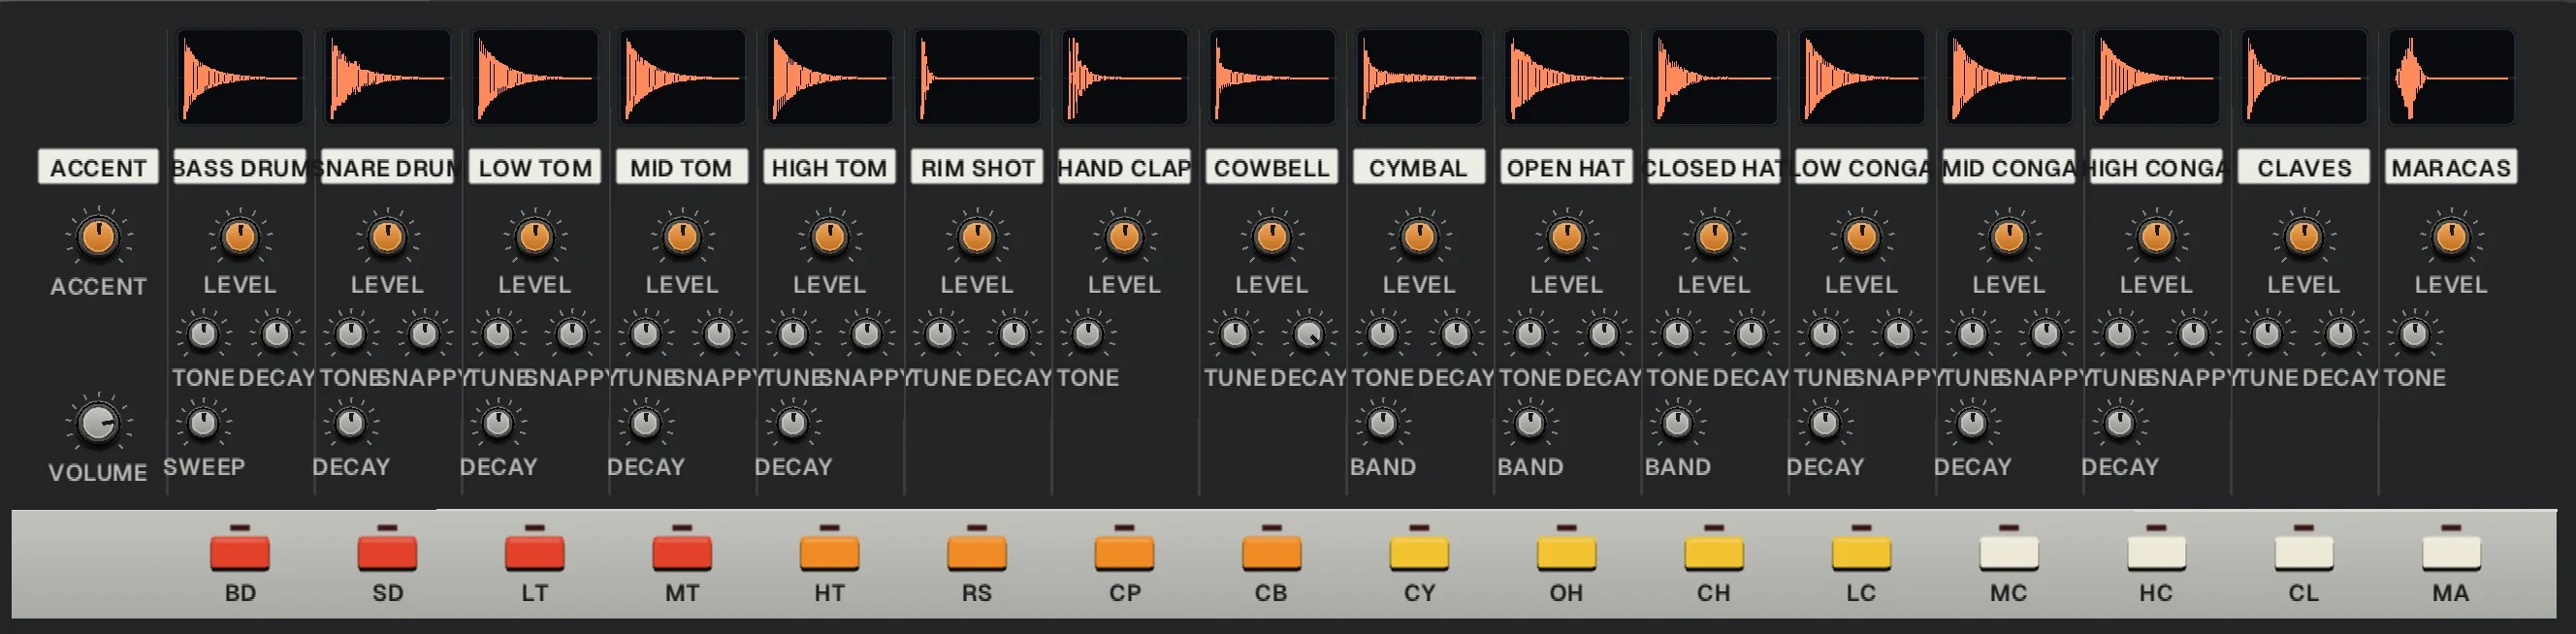 ACCENT BASS DRUM SNARE DRUM LOW TOM MID TOM HIGH TOM RIM SHOT HAND CLAP COWBELL CYMBAL OPEN HAT CLOSED HAT LOW CONGA MID CONGA HIGH CONGA CLAVES MARACAS
ACCENT LEVEL LEVEL LEVEL LEVEL LEVEL LEVEL LEVEL LEVEL LEVEL LEVEL LEVEL LEVEL LEVEL LEVEL LEVEL LEVEL
TONE DECAY TONE SNAPPY TUNE SNAPPY TUNE SNAPPY TUNE SNAPPY TUNE DECAY TONE TUNE DECAY TONE DECAY TONE DECAY TONE DECAY TUNE SNAPPY TUNE SNAPPY TUNE SNAPPY TUNE DECAY TONE
VOLUME SWEEP DECAY DECAY DECAY DECAY BAND BAND BAND DECAY DECAY DECAY
BD SD LT MT HT RS CP CB CY OH CH LC MC HC CL MA